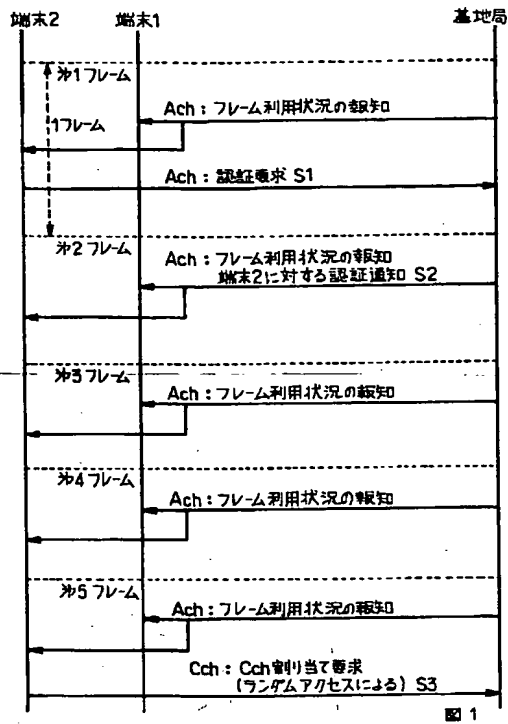 端末2 端末1 基地局
第1フレーム
Ach : フレーム利用状況の報知
1フレーム
Ach : 認証要求 S1
第2フレーム
Ach : フレーム利用状況の報知
端末2に対する認証通知 S2
第3フレーム
Ach : フレーム利用状況の報知
第4フレーム
Ach : フレーム利用状況の報知
第5フレーム
Ach : フレーム利用状況の報知
Cch : Cch割り当て要求
(ランダムアクセスによる) S3
図 1